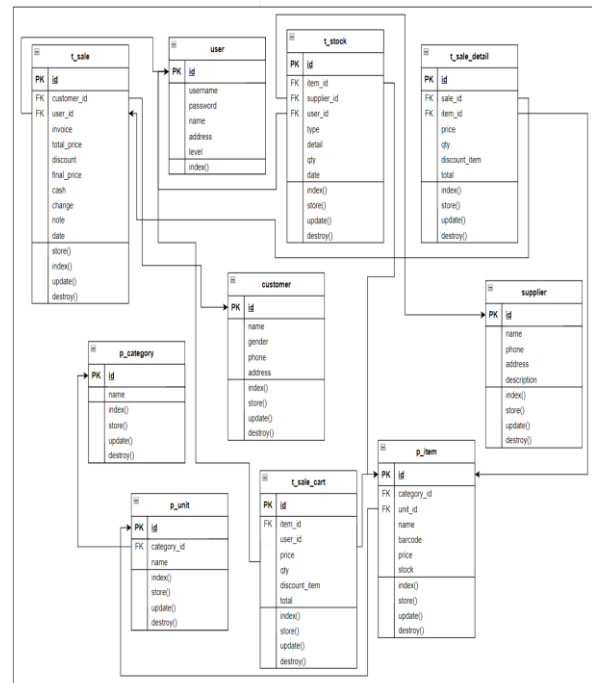 t_sale
PK id
FK customer_id
FK user_id
invoice
total_price
discount
final_price
cash
change
note
date
store()
index()
update()
destroy()
user
PK id
username
password
name
address
level
index()
t_stock
PK id
FK item_id
FK supplier_id
FK user_id
type
detail
qty
date
index()
store()
update()
destroy()
t_sale_detail
PK id
FK sale_id
FK item_id
price
qty
discount_item
total
index()
store()
update()
destroy()
customer
PK id
name
gender
phone
address
index()
store()
update()
destroy()
supplier
PK id
name
phone
address
description
index()
store()
update()
destroy()
p_category
PK id
name
index()
store()
update()
destroy()
p_unit
PK id
FK category_id
name
index()
store()
update()
destroy()
t_sale_cart
PK id
FK item_id
user_id
price
qty
discount_item
total
index()
store()
update()
destroy()
p_item
PK id
FK category_id
FK unit_id
name
barcode
price
stock
index()
store()
update()
destroy()